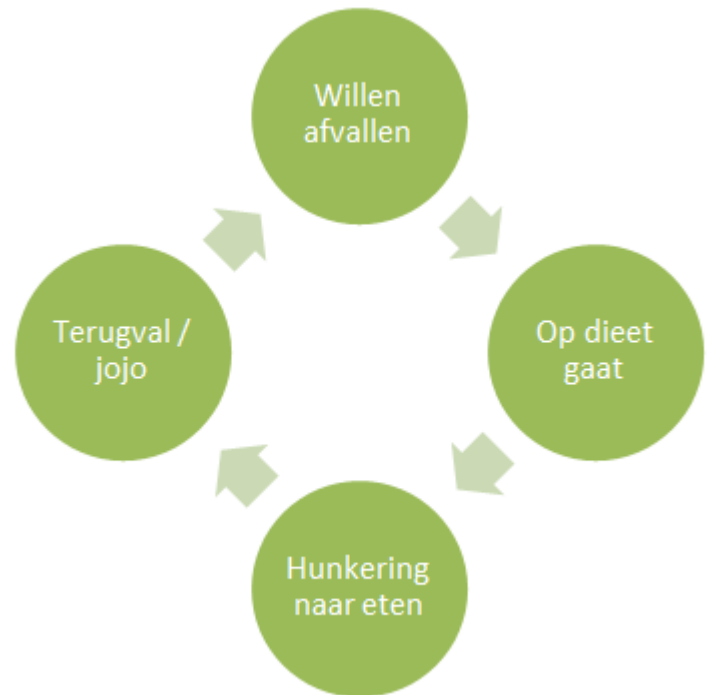 Willen
afvallen
Op dieet
gaat
Hunkering
naar eten
Terugval /
jojo